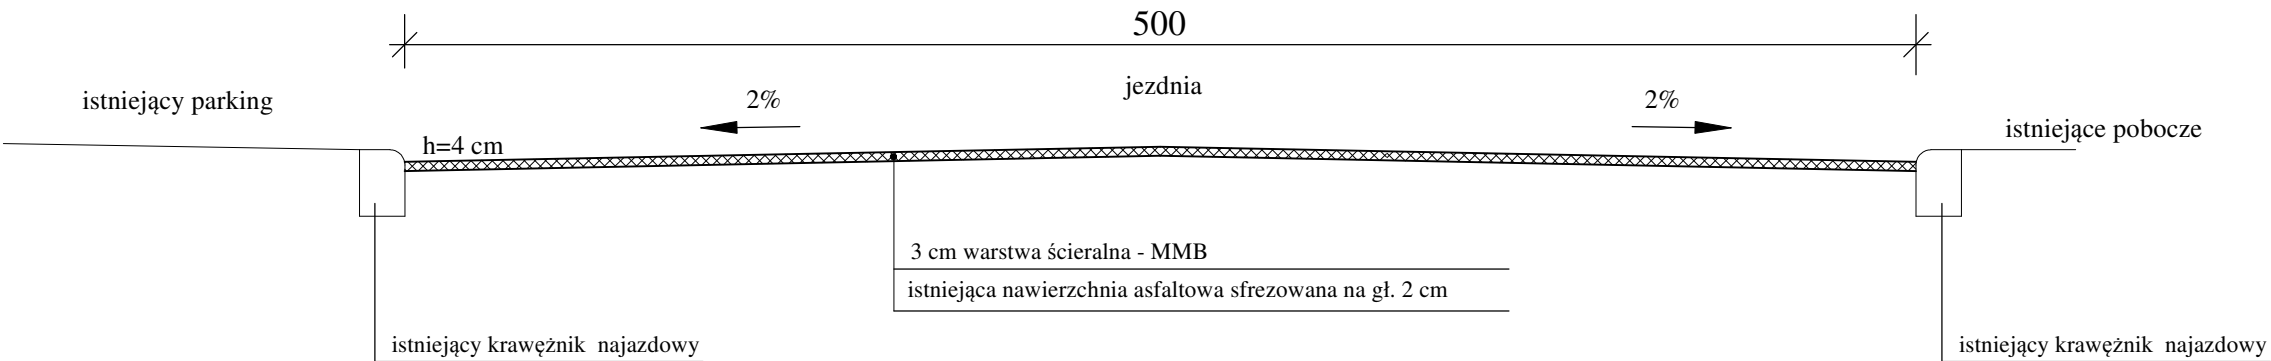 500
jezdnia
istniejący parking
2%
2%
istniejące pobocze
h=4 cm
3 cm warstwa ścieralna - MMB
istniejąca nawierzchnia asfaltowa sfrezowana na gł. 2 cm
istniejący krawężnik  najazdowy
istniejący krawężnik  najazdowy